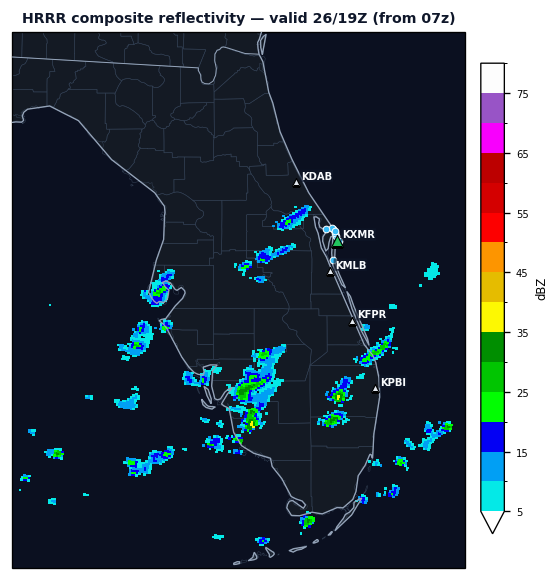 HRRR composite reflectivity — valid 26/19Z (from 07z)
KDAB
KXMR
KMLB
KFPR
KPBI
75
65
55
45
35
25
15
5
dBZ